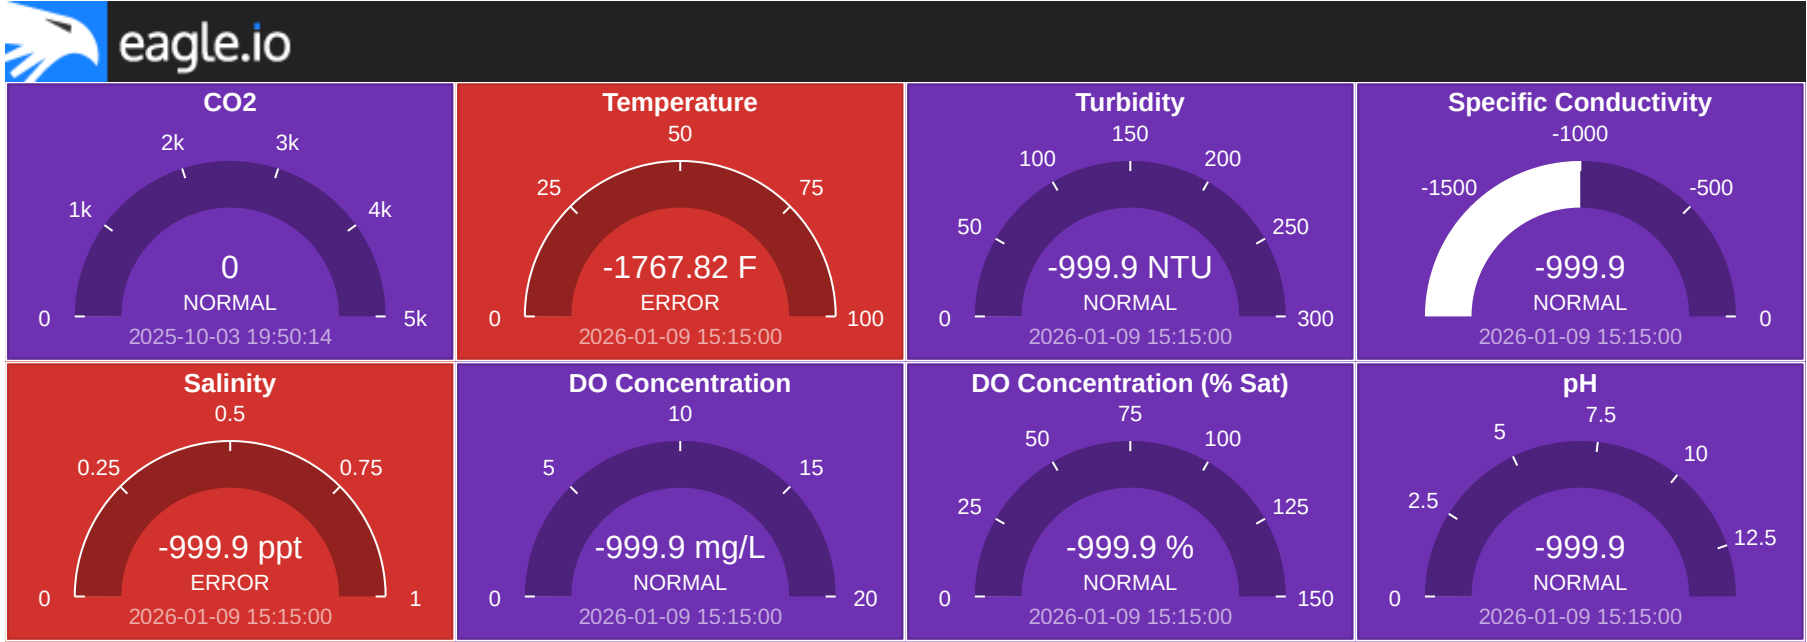 eagle.io
CO2
2k
3k
1k
4k
0
NORMAL
0
5k
2025-10-03 19:50:14
Temperature
50
25
75
-1767.82 F
ERROR
0
100
2026-01-09 15:15:00
Turbidity
150
100
200
50
250
-999.9 NTU
NORMAL
0
300
2026-01-09 15:15:00
Specific Conductivity
-1000
-1500
-500
-999.9
NORMAL
0
2026-01-09 15:15:00
Salinity
0.5
0.25
0.75
-999.9 ppt
ERROR
0
1
2026-01-09 15:15:00
DO Concentration
10
5
15
-999.9 mg/L
NORMAL
0
20
2026-01-09 15:15:00
DO Concentration (% Sat)
75
50
100
25
125
-999.9 %
NORMAL
0
150
2026-01-09 15:15:00
pH
7.5
5
10
2.5
12.5
-999.9
NORMAL
0
2026-01-09 15:15:00